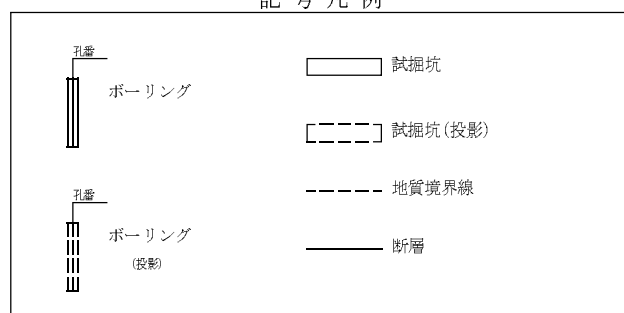 記号凡例
孔番
ボーリング
孔番
ボーリング
(投影)
試掘坑
試掘坑(投影)
地質境界線
断層